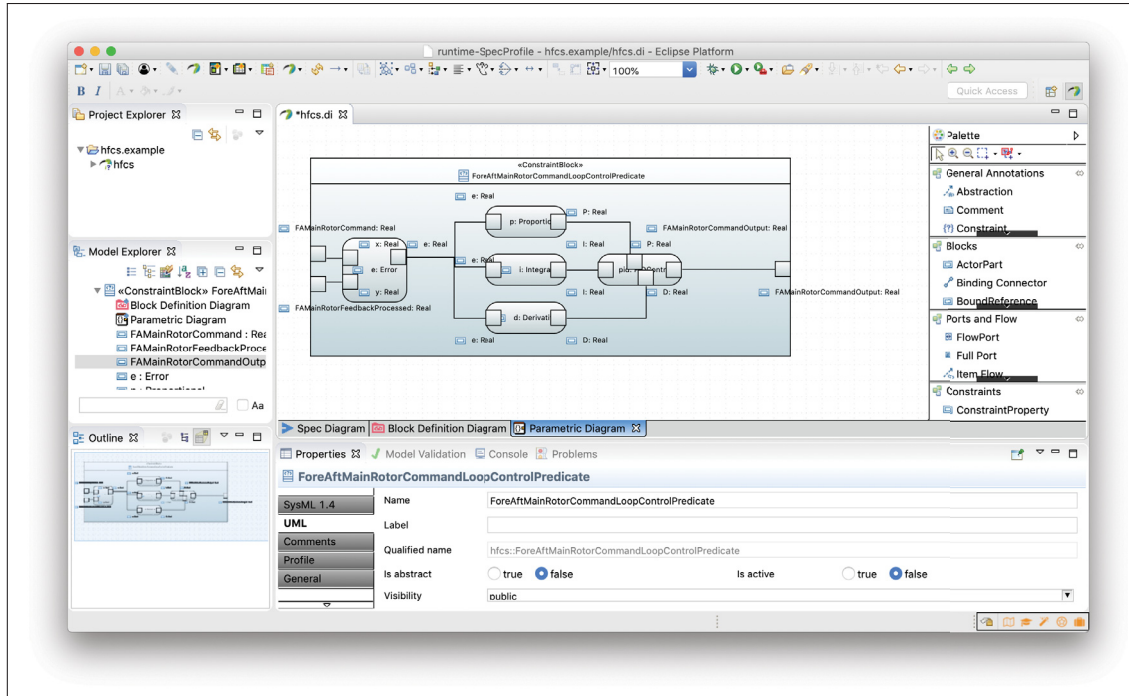 runtime-SpecProfile - hfcs.example/hfcs.di - Eclipse Platform
100%
B I A
Quick Access
Project Explorer
hfcs.example
hfcs
*hfcs.di
«ConstraintBlock»
ForeAftMainRotorCommandLoopControlPredicate
e: Real
p: Proportic
P: Real
FAMainRotorCommand: Real
x: Real
e: Real
I: Real
P: Real
FAMainRotorCommandOutput: Real
e: Error
e: Real
i: Integra
y: Real
I: Real
D: Real
FAMainRotorCommandOutput: Real
FAMainRotorFeedbackProcessed: Real
d: Derivati
e: Real
D: Real
Palette
General Annotations
Abstraction
Comment
Constraint
Blocks
ActorPart
Binding Connector
BoundReference
Ports and Flow
FlowPort
Full Port
Item Flow
Constraints
ConstraintProperty
Model Explorer
«ConstraintBlock» ForeAftMai
Block Definition Diagram
Parametric Diagram
FAMainRotorCommand : Rea
FAMainRotorFeedbackProce
FAMainRotorCommandOutp
e : Error
Aa
Outline
Spec Diagram Block Definition Diagram Parametric Diagram
Properties Model Validation Console Problems
ForeAftMainRotorCommandLoopControlPredicate
SysML 1.4
UML
Comments
Profile
General
Name ForeAftMainRotorCommandLoopControlPredicate
Label
Qualified name hfcs::ForeAftMainRotorCommandLoopControlPredicate
Is abstract true false Is active true false
Visibility public